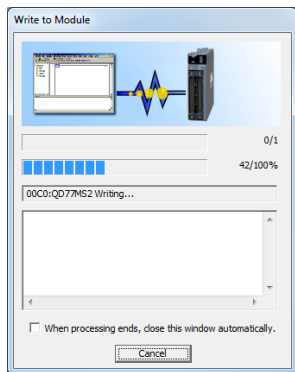 Write to Module
0/1
42/100%
00C0:QD77MS2 Writing...
When processing ends, close this window automatically.
Cancel